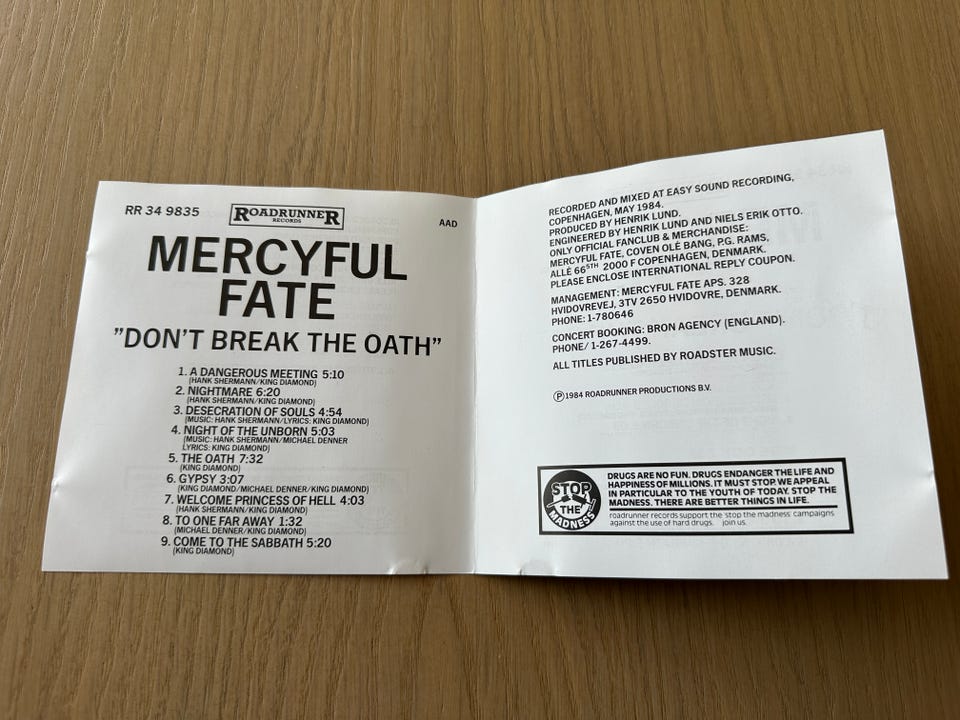 RR 34 9835
ROADRUNNER
RECORDS
AAD
MERCYFUL
FATE
"DON'T BREAK THE OATH"
1. A DANGEROUS MEETING 5:10
(HANK SHERMANN/KING DIAMOND)
2. NIGHTMARE 6:20
(HANK SHERMANN/KING DIAMOND)
3. DESECRATION OF SOULS 4:54
(MUSIC: HANK SHERMANN/LYRICS: KING DIAMOND)
4. NIGHT OF THE UNBORN 5:03
(MUSIC: HANK SHERMANN/MICHAEL DENNER
LYRICS: KING DIAMOND)
5. THE OATH 7:32
(KING DIAMOND)
6. GYPSY 3:07
(KING DIAMOND/MICHAEL DENNER/KING DIAMOND)
7. WELCOME PRINCESS OF HELL 4:03
(HANK SHERMANN/KING DIAMOND)
8. TO ONE FAR AWAY 1:32
(MICHAEL DENNER/KING DIAMOND)
9. COME TO THE SABBATH 5:20
(KING DIAMOND)
RECORDED AND MIXED AT EASY SOUND RECORDING,
COPENHAGEN, MAY 1984.
PRODUCED BY HENRIK LUND.
ENGINEERED BY HENRIK LUND AND NIELS ERIK OTTO.
ONLY OFFICIAL FANCLUB & MERCHANDISE:
MERCYFUL FATE, COVEN OLÉ BANG, P.G. RAMS,
ALLÉ 66STH 2000 F COPENHAGEN, DENMARK.
PLEASE ENCLOSE INTERNATIONAL REPLY COUPON.
MANAGEMENT: MERCYFUL FATE APS. 328
HVIDOVREVEJ, 3TV 2650 HVIDOVRE, DENMARK.
PHONE: 1-780646
CONCERT BOOKING: BRON AGENCY (ENGLAND).
PHONE/ 1-267-4499.
ALL TITLES PUBLISHED BY ROADSTER MUSIC.
Ⓟ1984 ROADRUNNER PRODUCTIONS B.V.
STOP
THE
MADNESS
DRUGS ARE NO FUN. DRUGS ENDANGER THE LIFE AND
HAPPINESS OF MILLIONS. IT MUST STOP. WE APPEAL
IN PARTICULAR TO THE YOUTH OF TODAY. STOP THE
MADNESS. THERE ARE BETTER THINGS IN LIFE.
roadrunner records support the 'stop the madness' campaigns
against the use of hard drugs. join us.